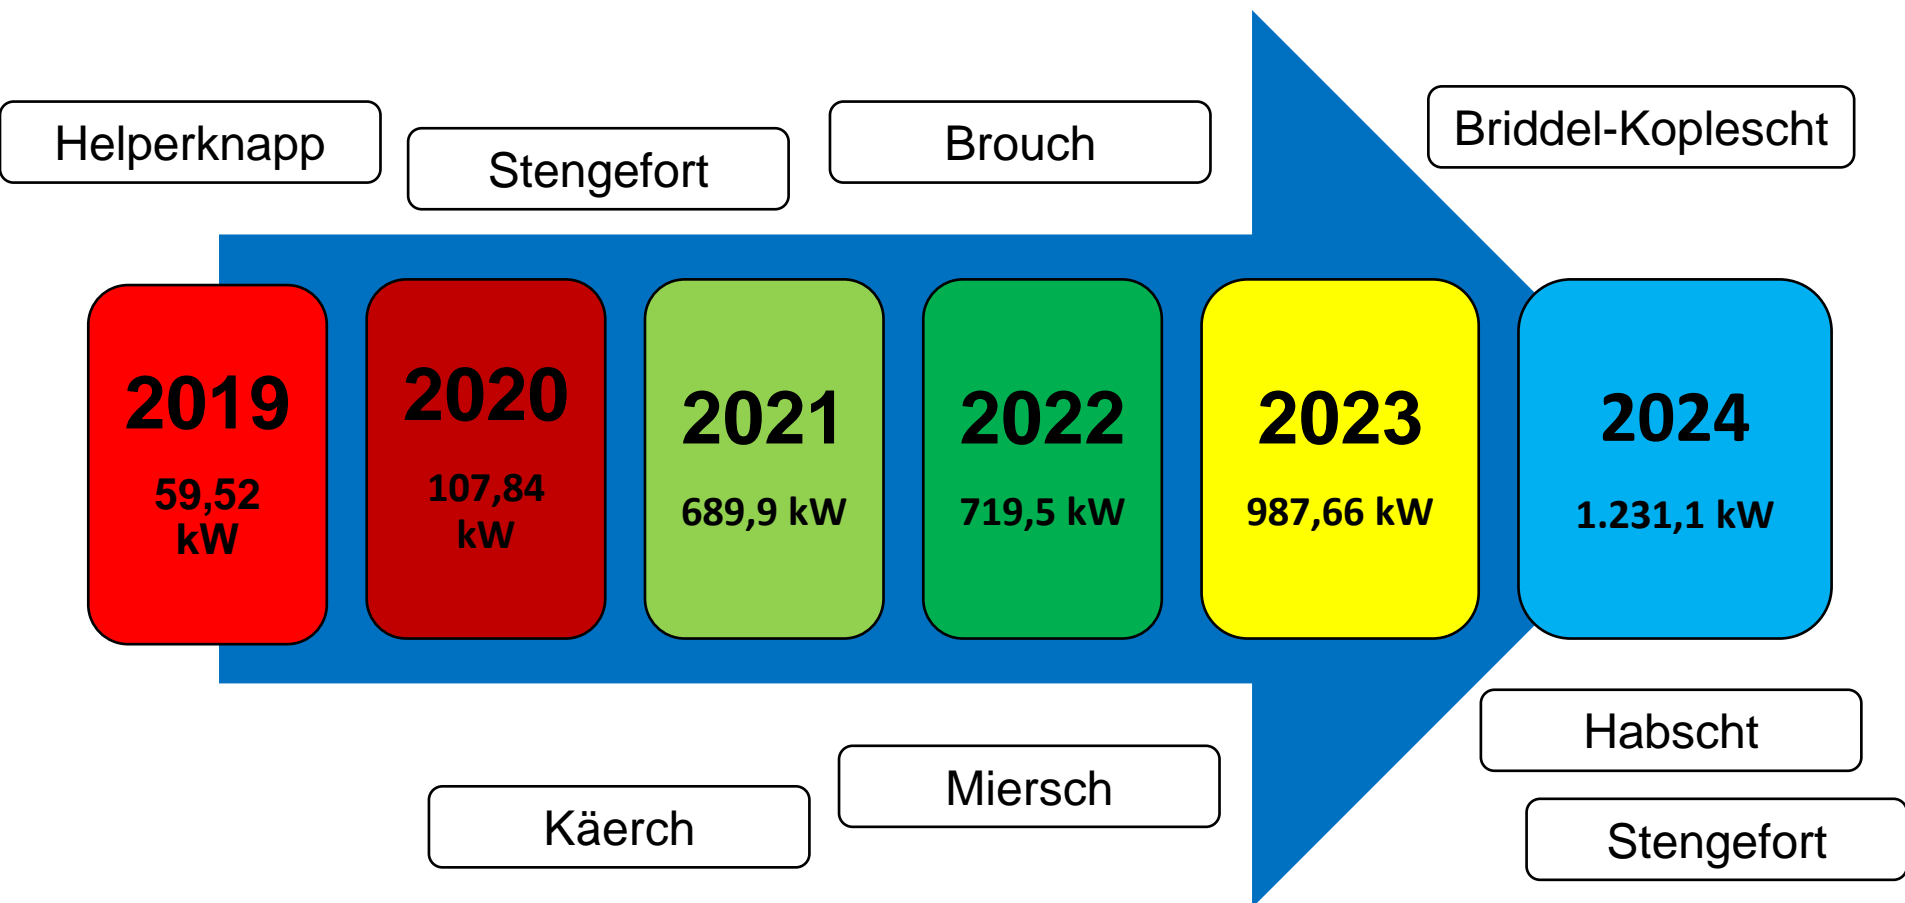 Helperknapp
Stengefort
Brouch
Briddel-Koplescht
2019
59,52
kW
2020
107,84
kW
2021
689,9 kW
2022
719,5 kW
2023
987,66 kW
2024
1.231,1 kW
Käerch
Miersch
Habscht
Stengefort